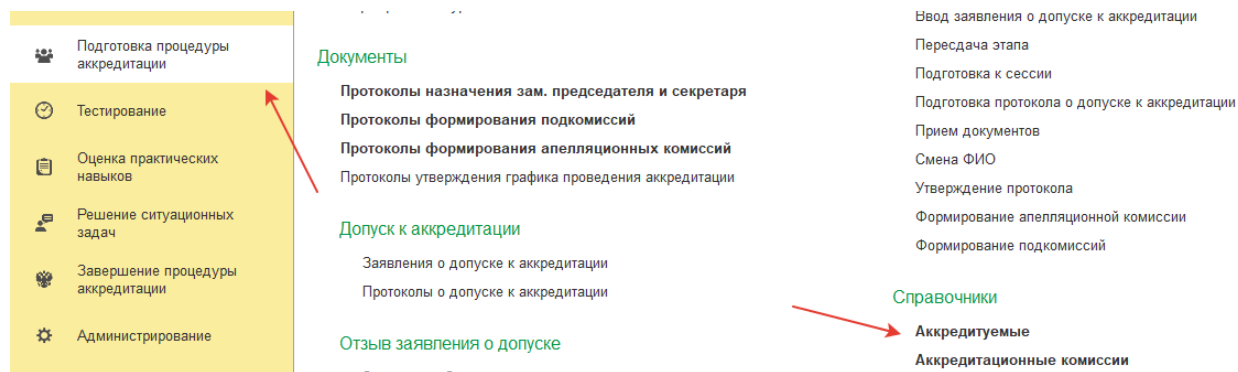 Подготовка процедуры
аккредитации
Тестирование
Оценка практических
навыков
Решение ситуационных
задач
Завершение процедуры
аккредитации
Администрирование
Документы
Протоколы назначения зам. председателя и секретаря
Протоколы формирования подкомиссий
Протоколы формирования апелляционных комиссий
Протоколы утверждения графика проведения аккредитации
Допуск к аккредитации
Заявления о допуске к аккредитации
Протоколы о допуске к аккредитации
Отзыв заявления о допуске
Ввод заявления о допуске к аккредитации
Пересдача этапа
Подготовка к сессии
Подготовка протокола о допуске к аккредитации
Прием документов
Смена ФИО
Утверждение протокола
Формирование апелляционной комиссии
Формирование подкомиссий
Справочники
Аккредитуемые
Аккредитационные комиссии